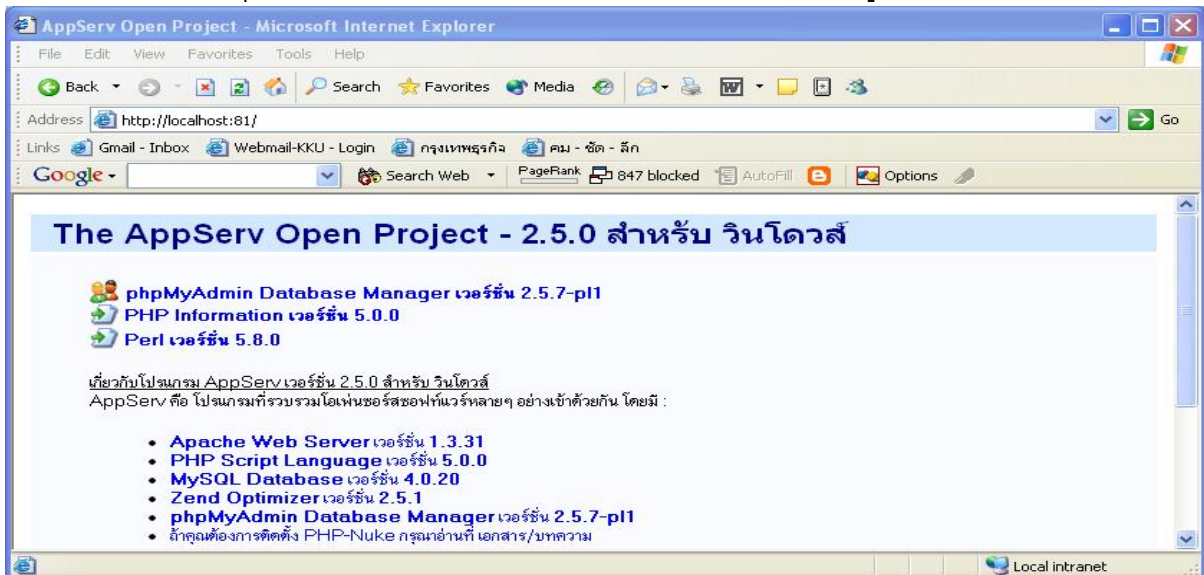 AppServ Open Project - Microsoft Internet Explorer
File Edit View Favorites Tools Help
Back Search Favorites Media
Address http://localhost:81/ Go
Links Gmail - Inbox Webmail-KKU - Login กรุงเทพธุรกิจ คม - ชัด - ลึก
Google Search Web PageRank 847 blocked AutoFill Options
The AppServ Open Project - 2.5.0 สำหรับ วินโดวส์
phpMyAdmin Database Manager เวอร์ชั่น 2.5.7-pl1
PHP Information เวอร์ชั่น 5.0.0
Perl เวอร์ชั่น 5.8.0
เกี่ยวกับโปรแกรม AppServ เวอร์ชั่น 2.5.0 สำหรับ วินโดวส์
AppServ คือ โปรแกรมที่รวบรวมโอเพ่นซอร์สซอฟท์แวร์หลายๆ อย่างเข้าด้วยกัน โดยมี :
• Apache Web Server เวอร์ชั่น 1.3.31
• PHP Script Language เวอร์ชั่น 5.0.0
• MySQL Database เวอร์ชั่น 4.0.20
• Zend Optimizer เวอร์ชั่น 2.5.1
• phpMyAdmin Database Manager เวอร์ชั่น 2.5.7-pl1
• ถ้าคุณต้องการติดตั้ง PHP-Nuke กรุณาอ่านที่ เอกสาร/บทความ
Local intranet